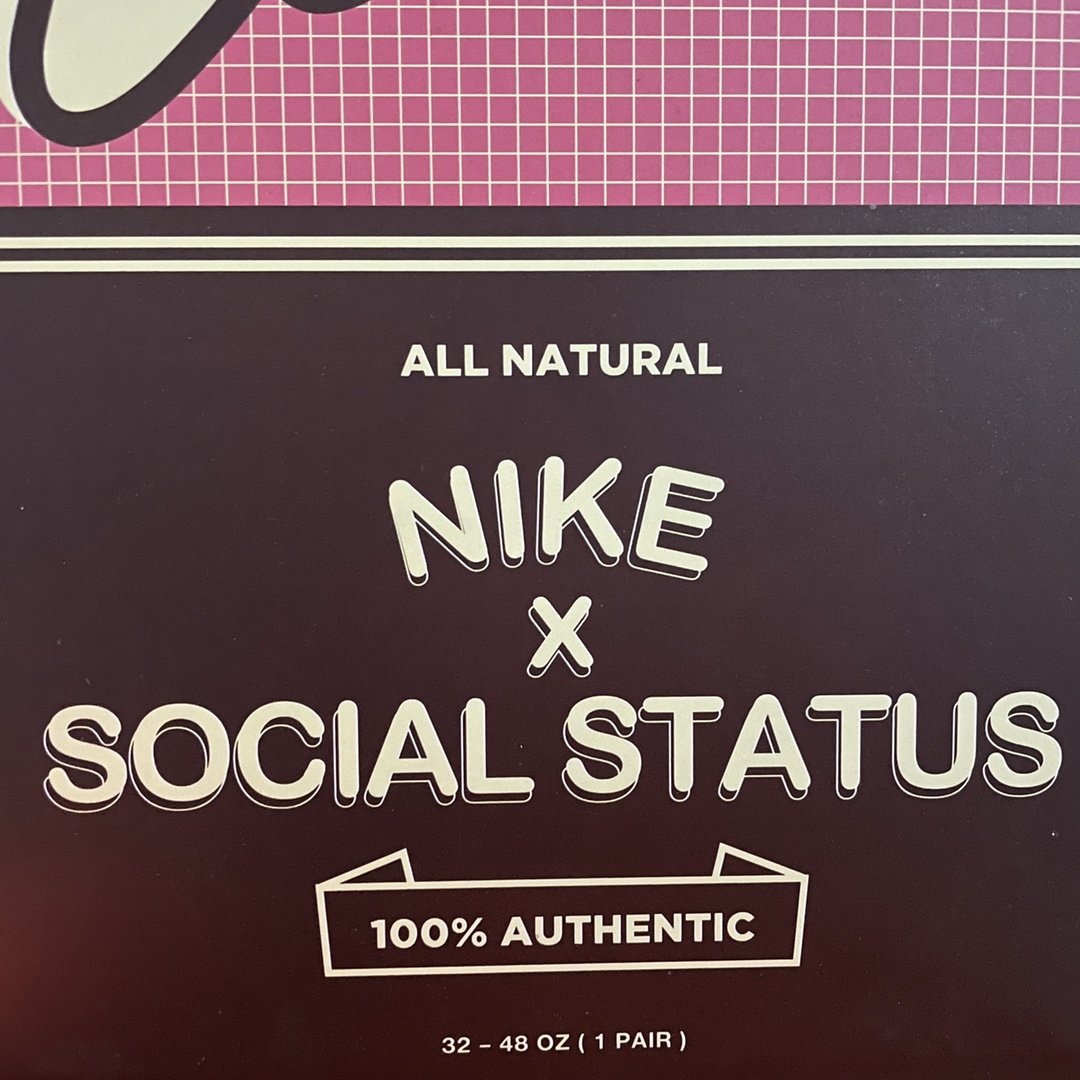 ALL NATURAL
NIKE
X
SOCIAL STATUS
100% AUTHENTIC
32 – 48 OZ ( 1 PAIR )